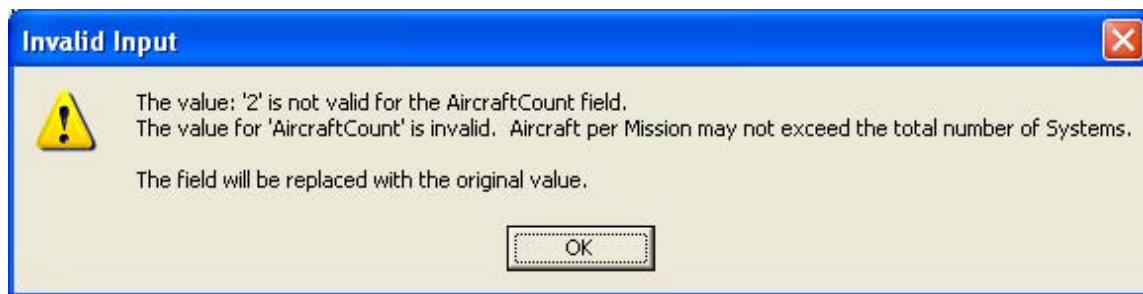 Invalid Input
The value: '2' is not valid for the AircraftCount field.
The value for 'AircraftCount' is invalid.  Aircraft per Mission may not exceed the total number of Systems.
The field will be replaced with the original value.
OK